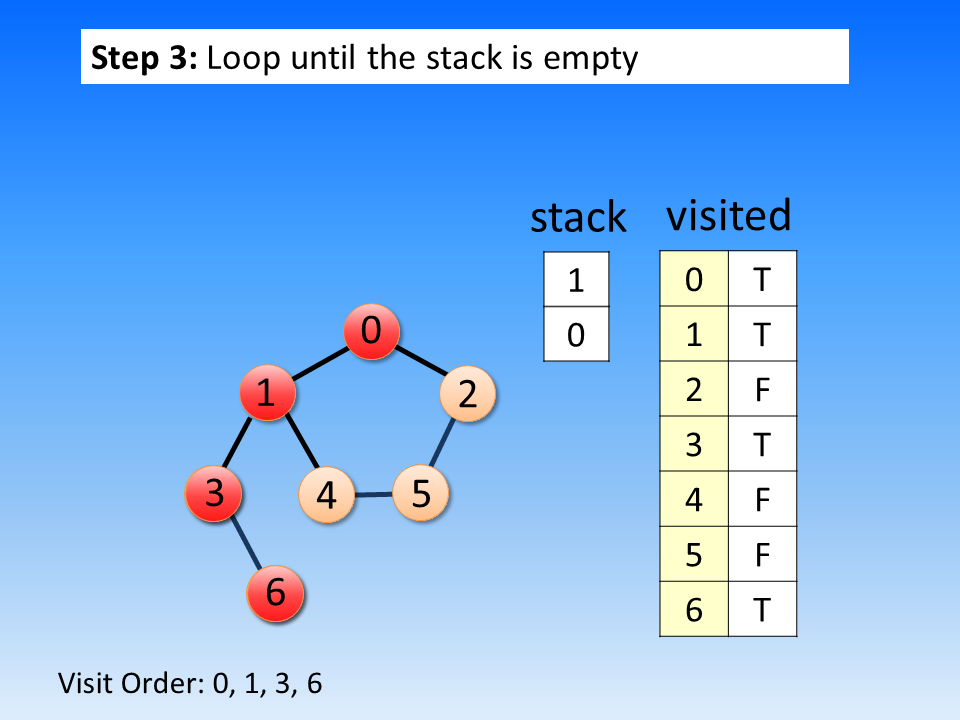 Step 3: Loop until the stack is empty
stack visited
1
0
0 T
1 T
2 F
3 T
4 F
5 F
6 T
0
1
2
3
4
5
6
Visit Order: 0, 1, 3, 6